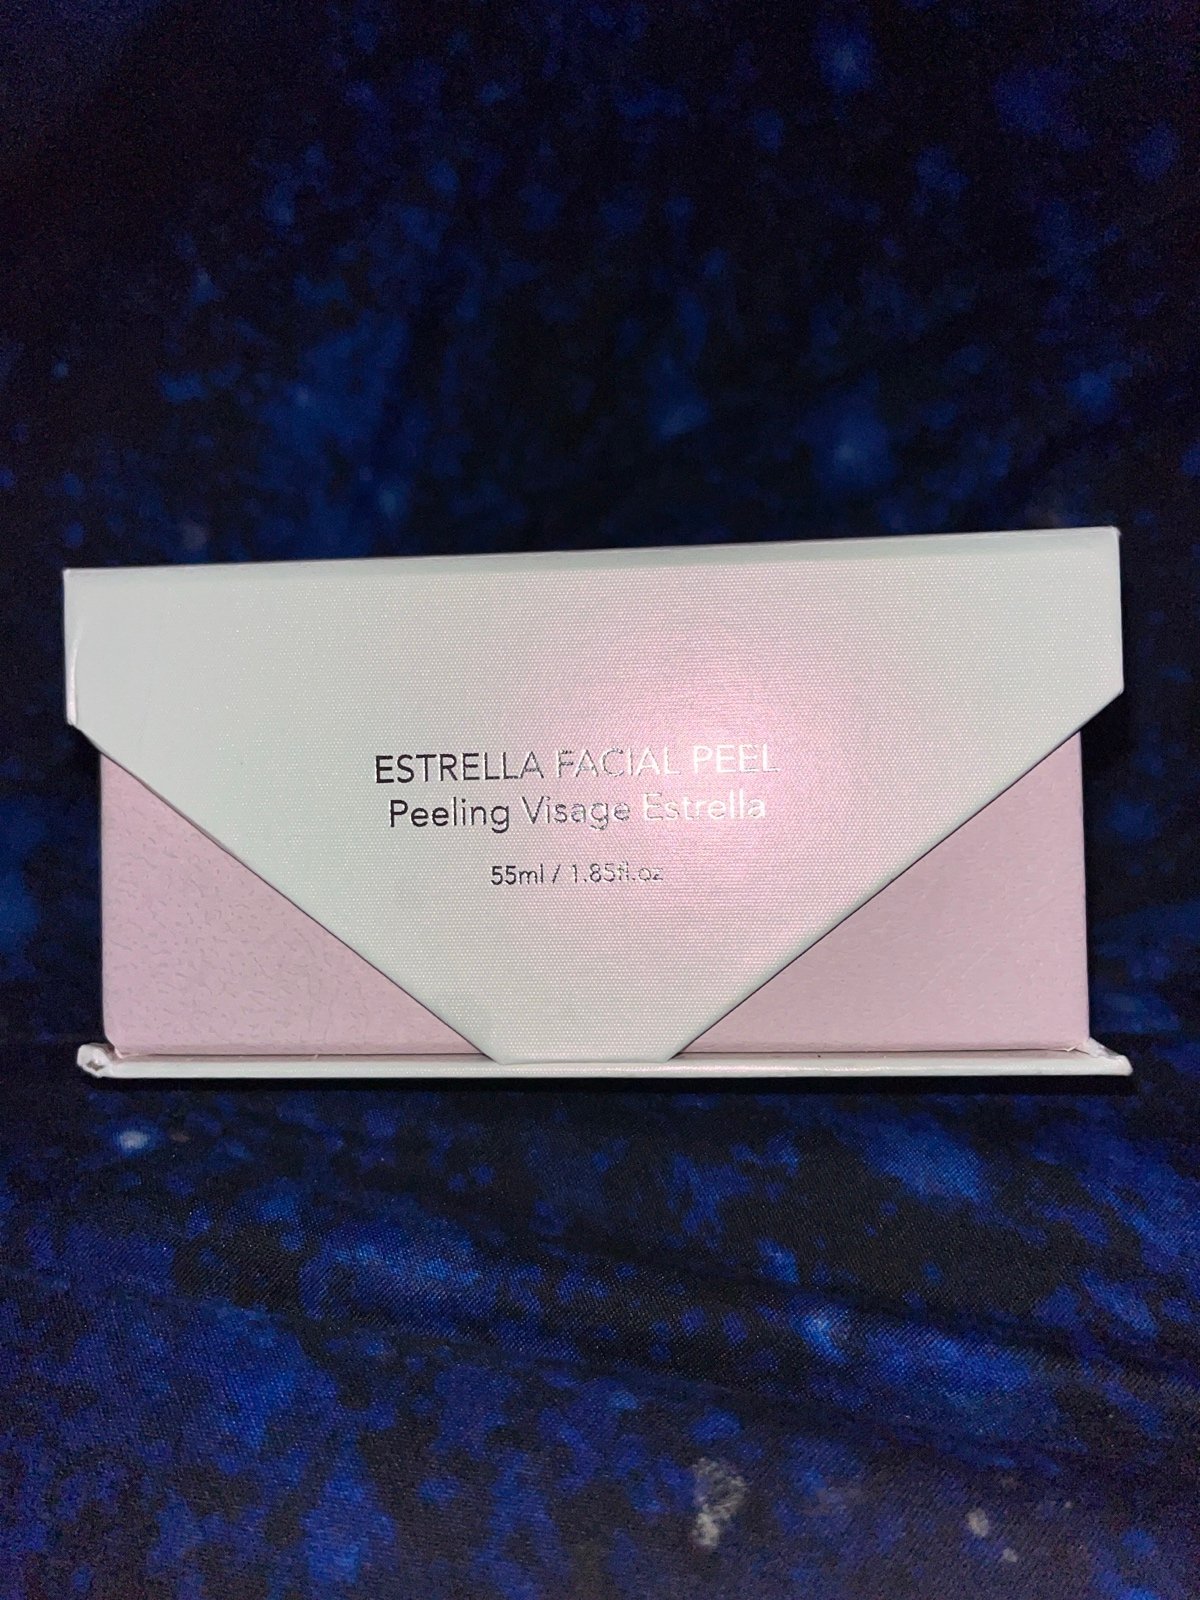 ESTRELLA FACIAL PEEL
Peeling Visage Estrella
55ml / 1.85fl.oz